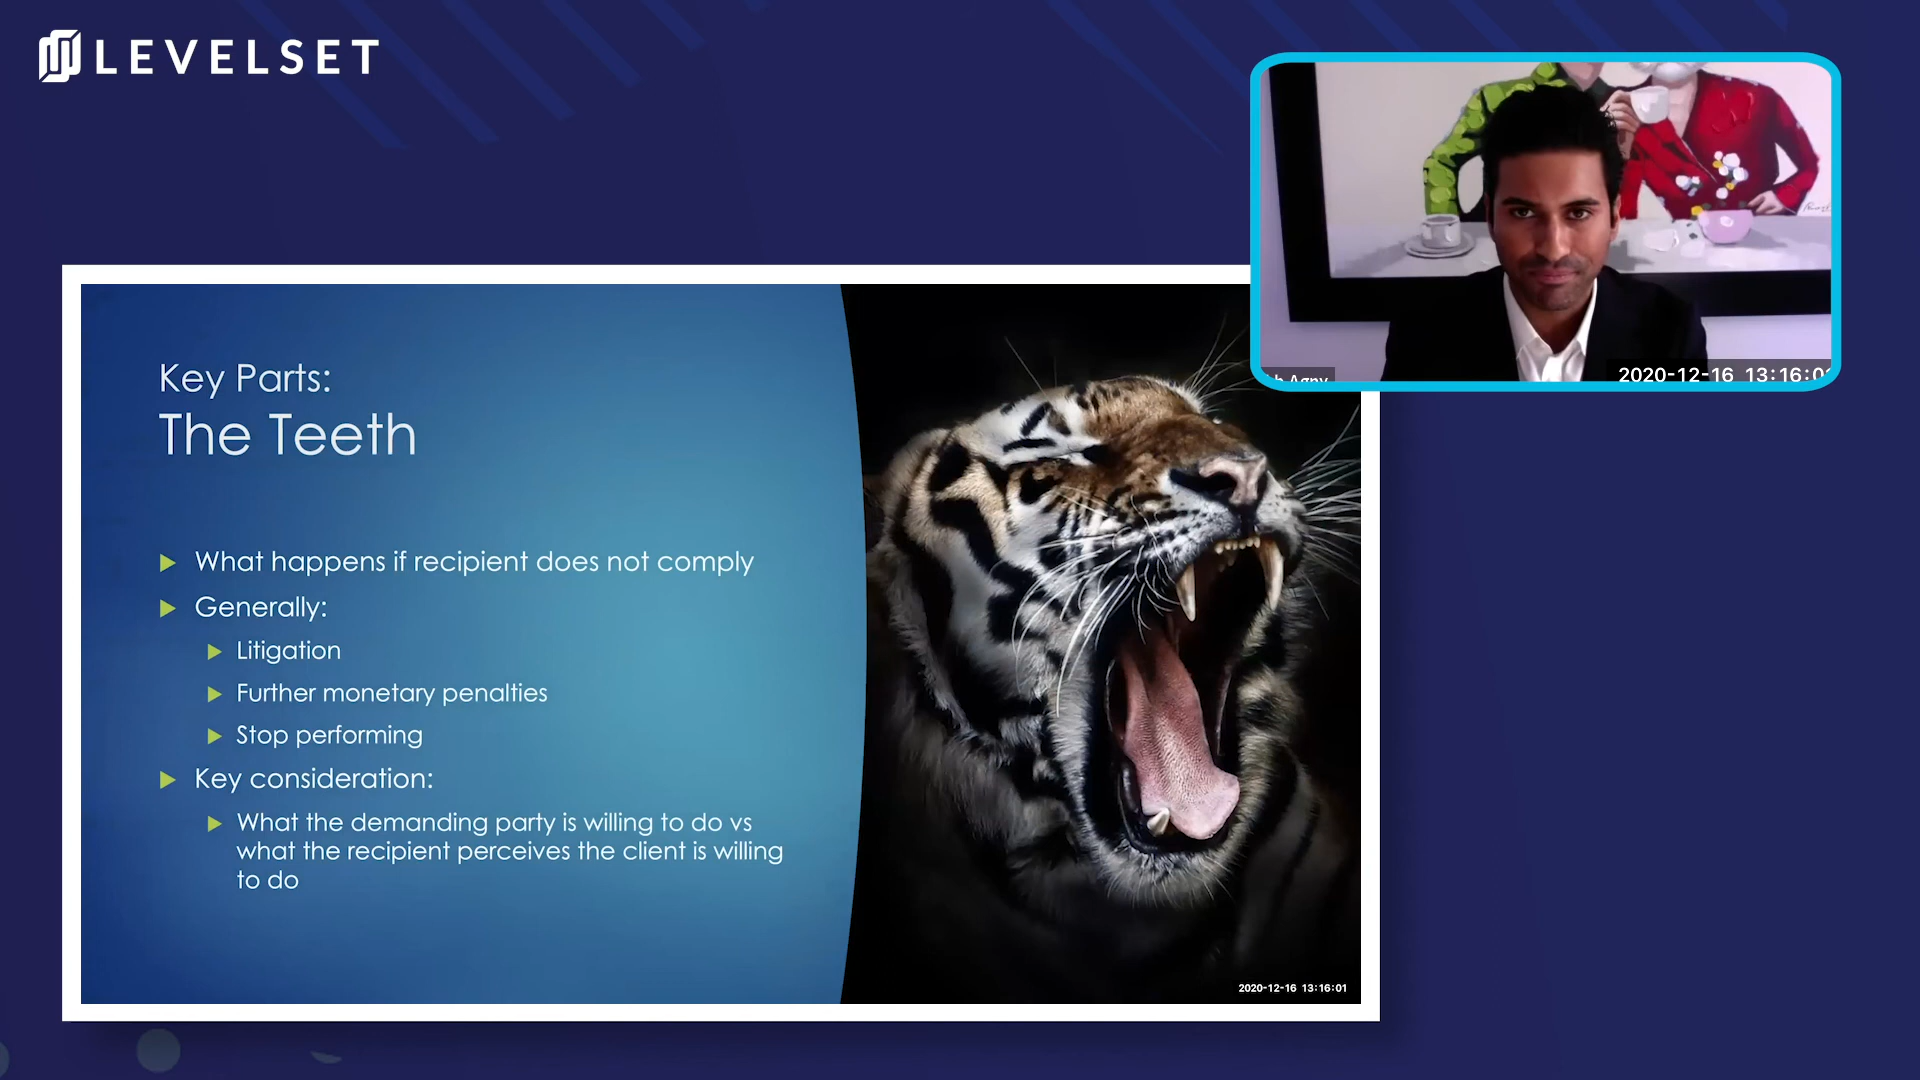 LEVELSET
Agny
2020-12-16 13:16:0
Key Parts:
The Teeth
What happens if recipient does not comply
Generally:
Litigation
Further monetary penalties
Stop performing
Key consideration:
What the demanding party is willing to do vs
what the recipient perceives the client is willing
to do
2020-12-16 13:16:01